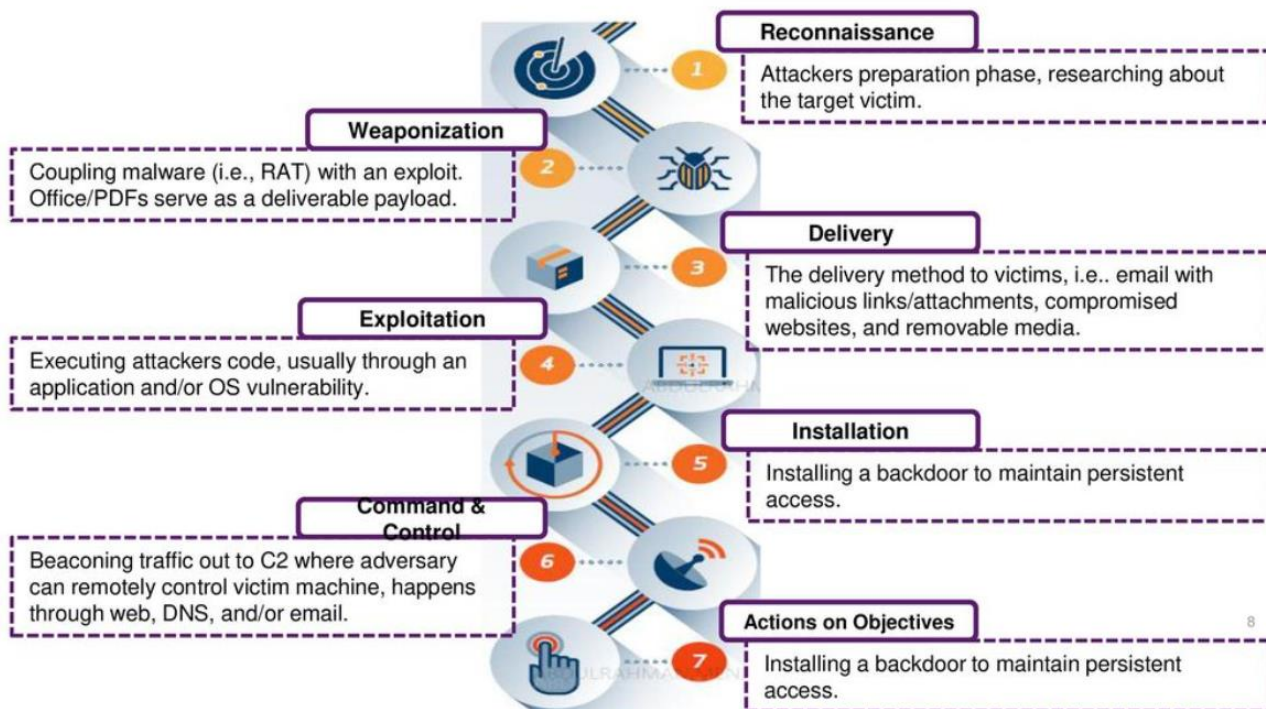 Reconnaissance
1
Attackers preparation phase, researching about
the target victim.
Weaponization
2
Coupling malware (i.e., RAT) with an exploit.
Office/PDFs serve as a deliverable payload.
Delivery
3
The delivery method to victims, i.e.. email with
malicious links/attachments, compromised
websites, and removable media.
Exploitation
4
Executing attackers code, usually through an
application and/or OS vulnerability.
Installation
5
Installing a backdoor to maintain persistent
access.
Command &
Control
6
Beaconing traffic out to C2 where adversary
can remotely control victim machine, happens
through web, DNS, and/or email.
Actions on Objectives
8
7
Installing a backdoor to maintain persistent
access.